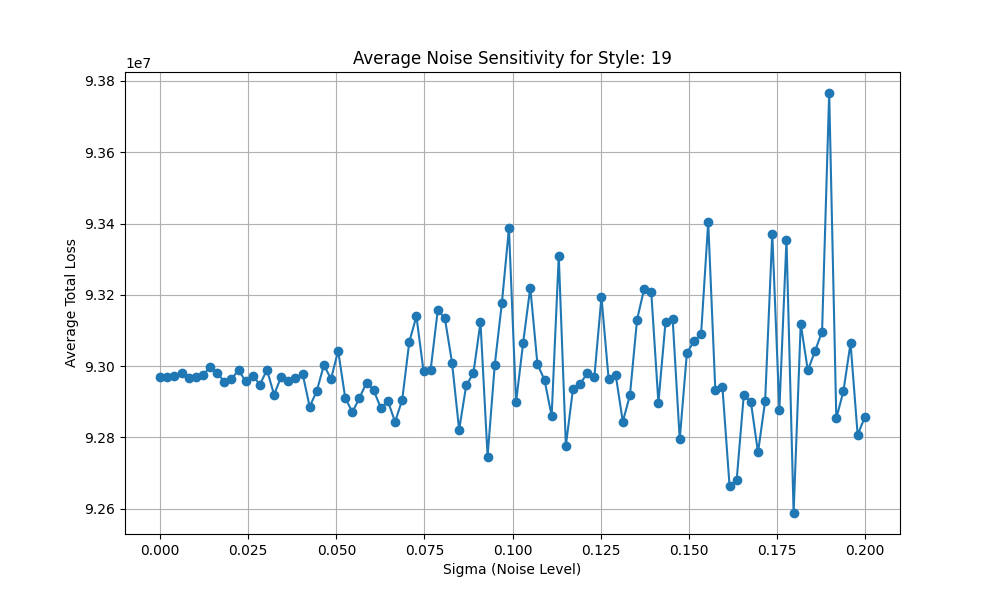 Average Noise Sensitivity for Style: 19
1e7
9.38
9.36
9.34
9.32
9.30
9.28
9.26
Average Total Loss
0.000 0.025 0.050 0.075 0.100 0.125 0.150 0.175 0.200
Sigma (Noise Level)